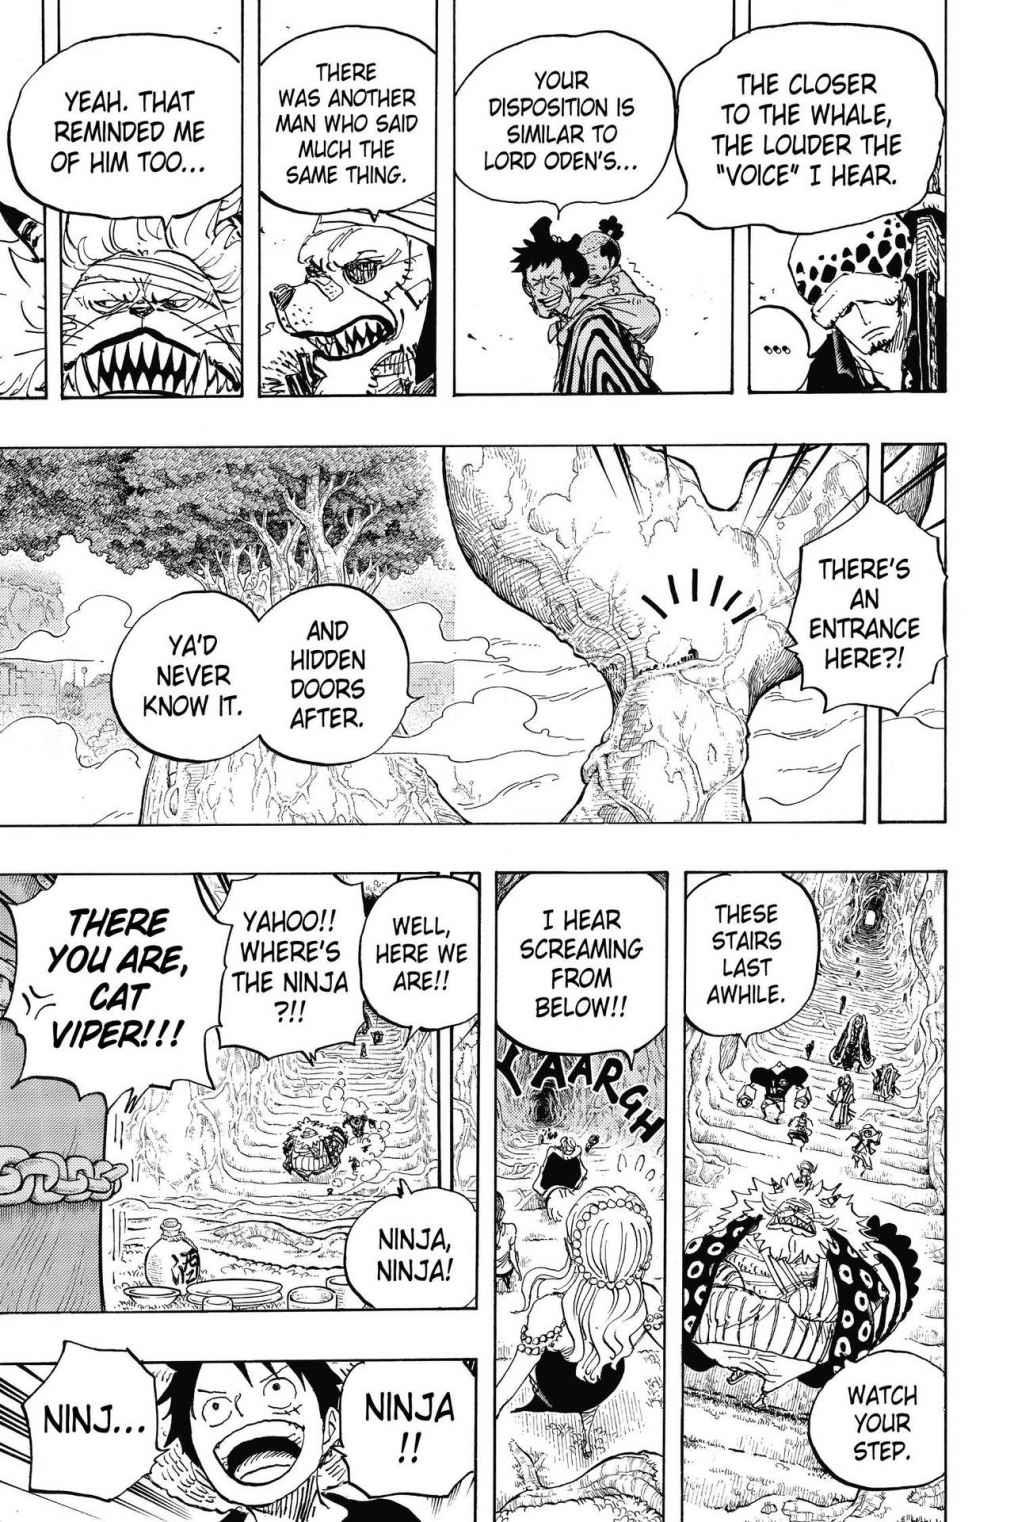 THE CLOSER
TO THE WHALE,
THE LOUDER THE
"VOICE" I HEAR.
...
YOUR
DISPOSITION IS
SIMILAR TO
LORD ODEN'S...
THERE
WAS ANOTHER
MAN WHO SAID
MUCH THE
SAME THING.
YEAH. THAT
REMINDED ME
OF HIM TOO...
THERE'S
AN
ENTRANCE
HERE?!
AND
HIDDEN
DOORS
AFTER.
YA'D
NEVER
KNOW IT.
THESE
STAIRS
LAST
AWHILE.
WATCH
YOUR
STEP.
I HEAR
SCREAMING
FROM
BELOW!!
YAARGH
WELL,
HERE WE
ARE!!
YAHOO!!
WHERE'S
THE NINJA
?!!
NINJA,
NINJA!
THERE
YOU ARE,
CAT
VIPER!!!
酒
NINJA
!!
NINJ...